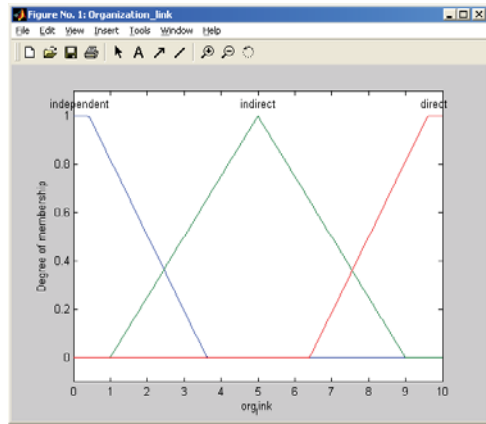 Figure No. 1: Organization_link
File Edit View Insert Tools Window Help
A
independent indirect direct
1
0.8
0.6
0.4
0.2
0
Degree of membership
0 1 2 3 4 5 6 7 8 9 10
orglink